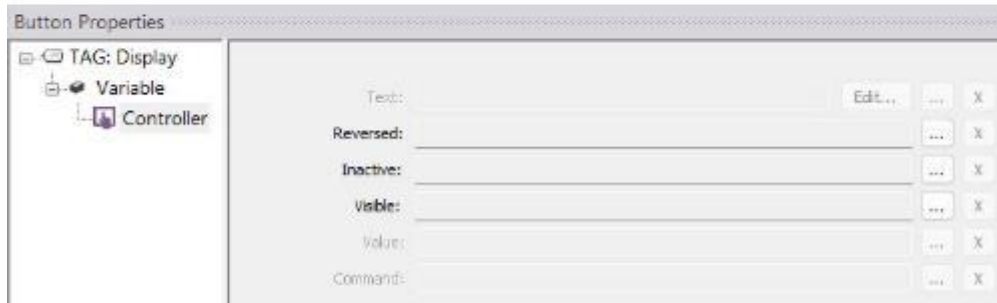 Button Properties
TAG: Display
Variable
Controller
Text: Edit... ... X
Reversed: ... X
Inactive: ... X
Visible: ... X
Value: ... X
Command: ... X